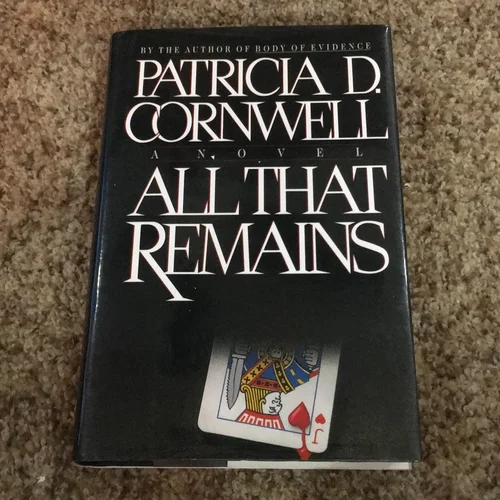 BY THE AUTHOR OF BODY OF EVIDENCE
PATRICIA D.
CORNWELL
A NOVEL
ALL THAT
REMAINS
J